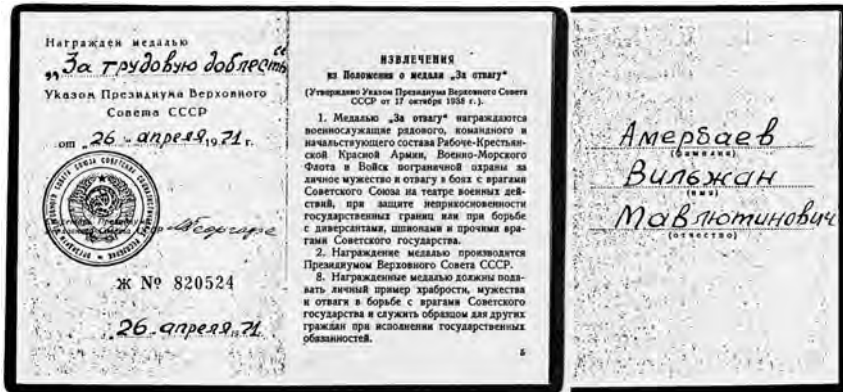 Награжден медалью
„За трудовую доблесть“
Указом Президиума Верховного
Совета СССР
от „26 апреля 1971 г.
Ж № 820524
„26 апреля 1971.
ИЗВЛЕЧЕНИЯ
из Положения о медали „За отвагу“
(Утверждено Указом Президиума Верховного Совета
СССР от 17 октября 1938 г.).
1. Медалью „За отвагу“ награждаются
военнослужащие рядового, командного и
начальствующего состава Рабоче-Крестьян-
ской Красной Армии, Военно-Морского
Флота и Войск пограничной охраны за
личное мужество и отвагу в боях с врагами
Советского Союза на театре военных дей-
ствий, при защите неприкосновенности
государственных границ или при борьбе
с диверсантами, шпионами и прочими вра-
гами Советского государства.
2. Награждение медалью производится
Президиумом Верховного Совета СССР.
8. Награжденные медалью должны пода-
вать личный пример храбрости, мужества
и отваги в борьбе с врагами Советского
государства и служить образцом для других
граждан при исполнении государственных
обязанностей.
5
Амербаев
(фамилия)
Вильжан
(имя)
Мавлютинович
(отчество)